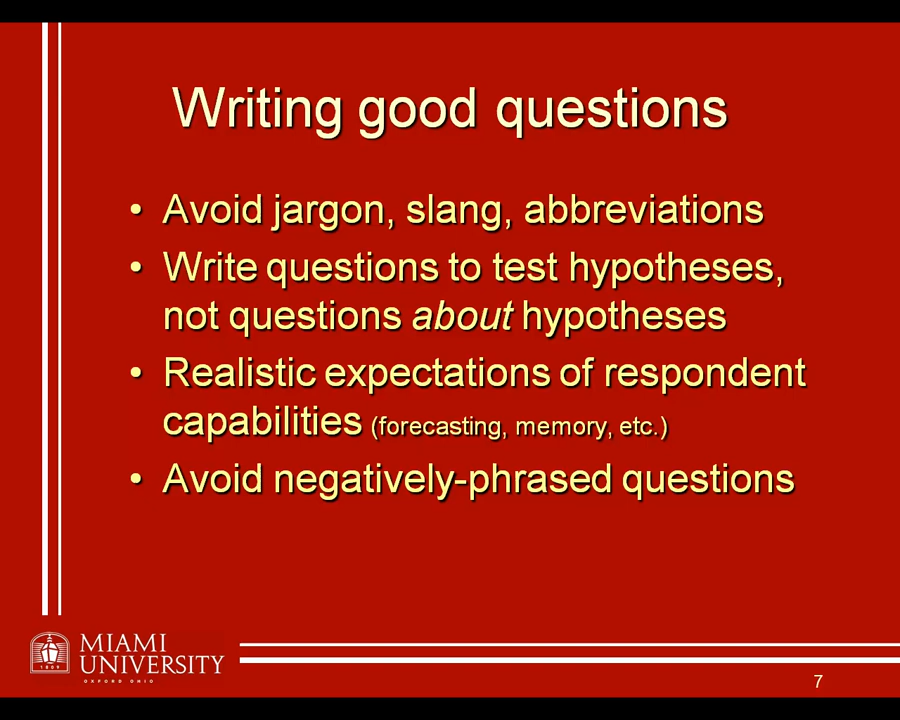 Writing good questions
• Avoid jargon, slang, abbreviations
• Write questions to test hypotheses,
not questions about hypotheses
• Realistic expectations of respondent
capabilities (forecasting, memory, etc.)
• Avoid negatively-phrased questions
1809
MIAMI
UNIVERSITY
OXFORD OHIO
7